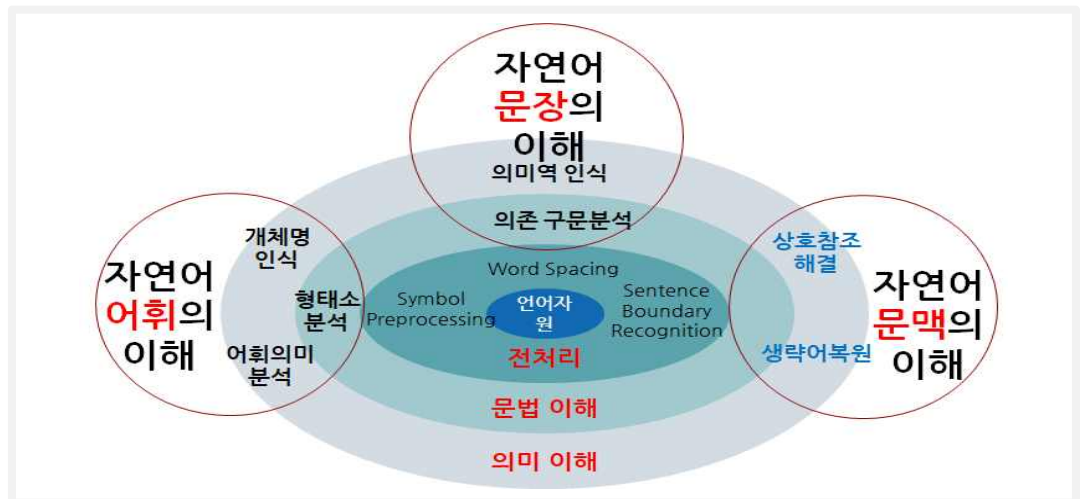 자연어
문장의
이해
의미역 인식
의존 구문분석
개체명
인식
자연어
어휘의
이해
형태소
분석
어휘의미
분석
상호참조
해결
자연어
문맥의
이해
생략어복원
Word Spacing
Symbol
Preprocessing
언어자
원
Sentence
Boundary
Recognition
전처리
문법 이해
의미 이해